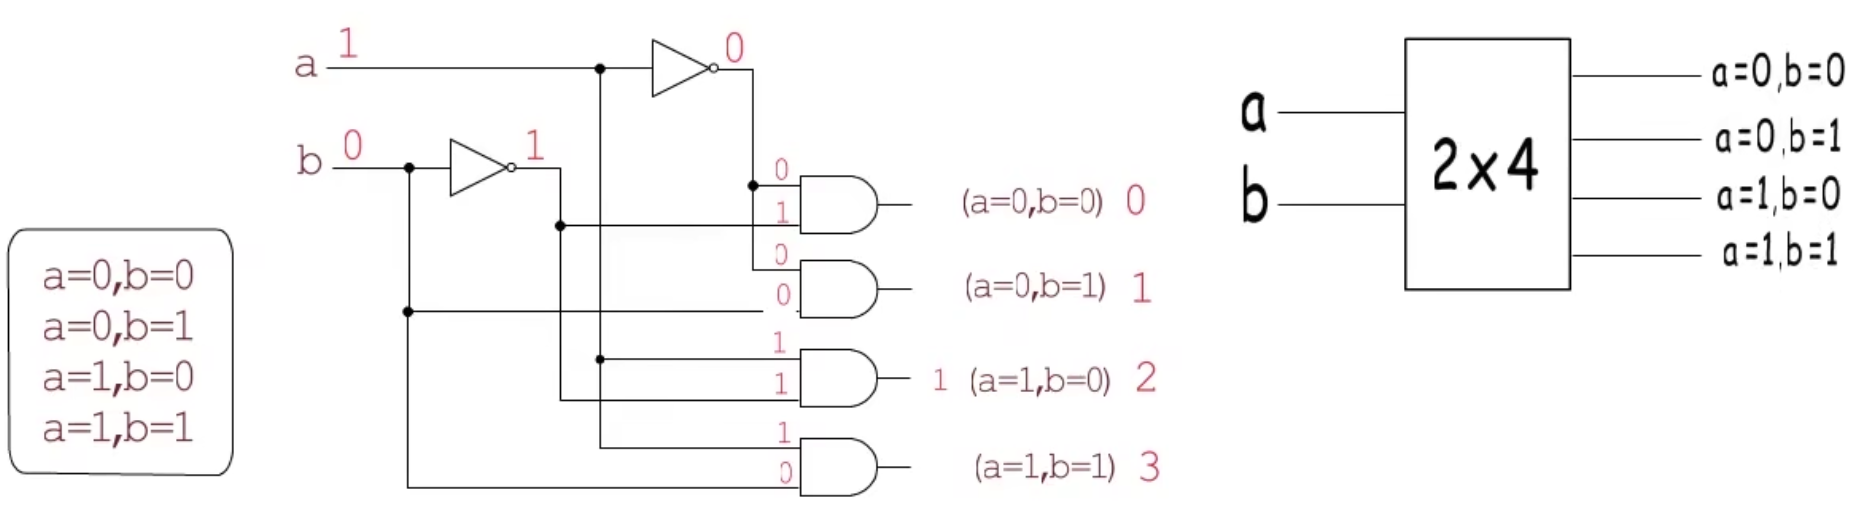 a 1
0
b 0
1
0
1
(a=0,b=0) 0
0
0
(a=0,b=1) 1
1
1
1 (a=1,b=0) 2
1
0
(a=1,b=1) 3
a=0,b=0
a=0,b=1
a=1,b=0
a=1,b=1
a
b
2x4
a=0,b=0
a=0,b=1
a=1,b=0
a=1,b=1